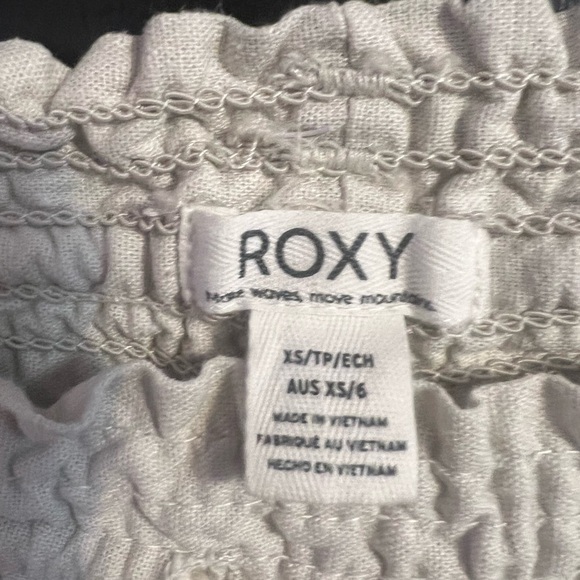 ROXY
Make waves, move mountains.
XS/TP/ECH
AUS XS/6
MADE IN VIETNAM
FABRIQUÉ AU VIETNAM
HECHO EN VIETNAM